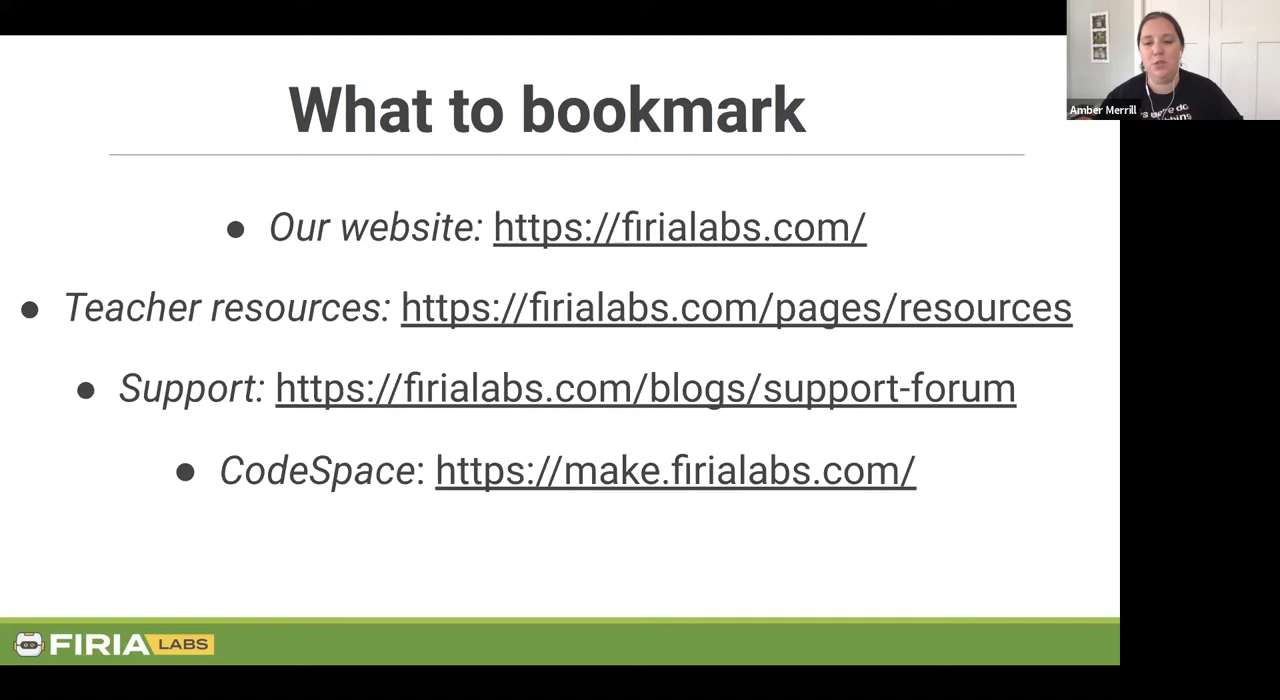 What to bookmark
● Our website: https://firialabs.com/
● Teacher resources: https://firialabs.com/pages/resources
● Support: https://firialabs.com/blogs/support-forum
● CodeSpace: https://make.firialabs.com/
FIRIA LABS
Amber Merrill